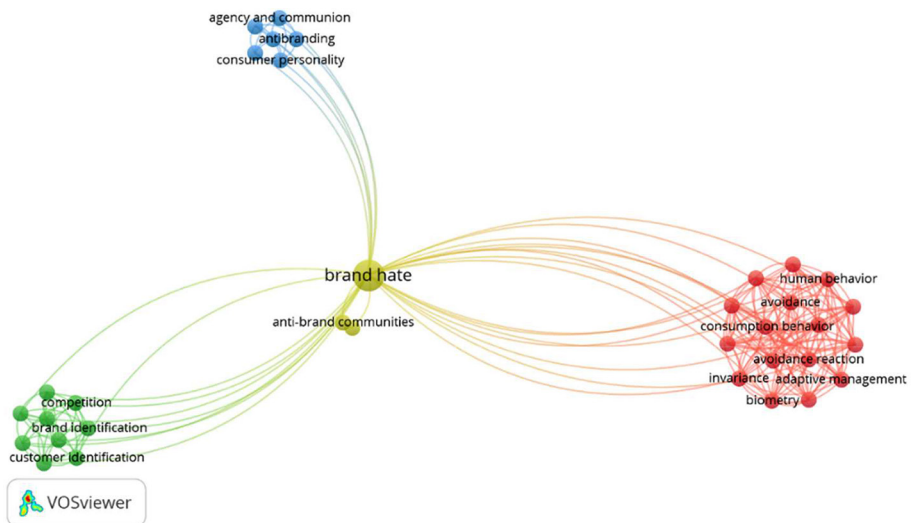 agency and communion
antibranding
consumer personality
brand hate
human behavior
avoidance
anti-brand communities
consumption behavior
avoidance reaction
invariance
adaptive management
biometry
competition
brand identification
customer identification
VOSviewer